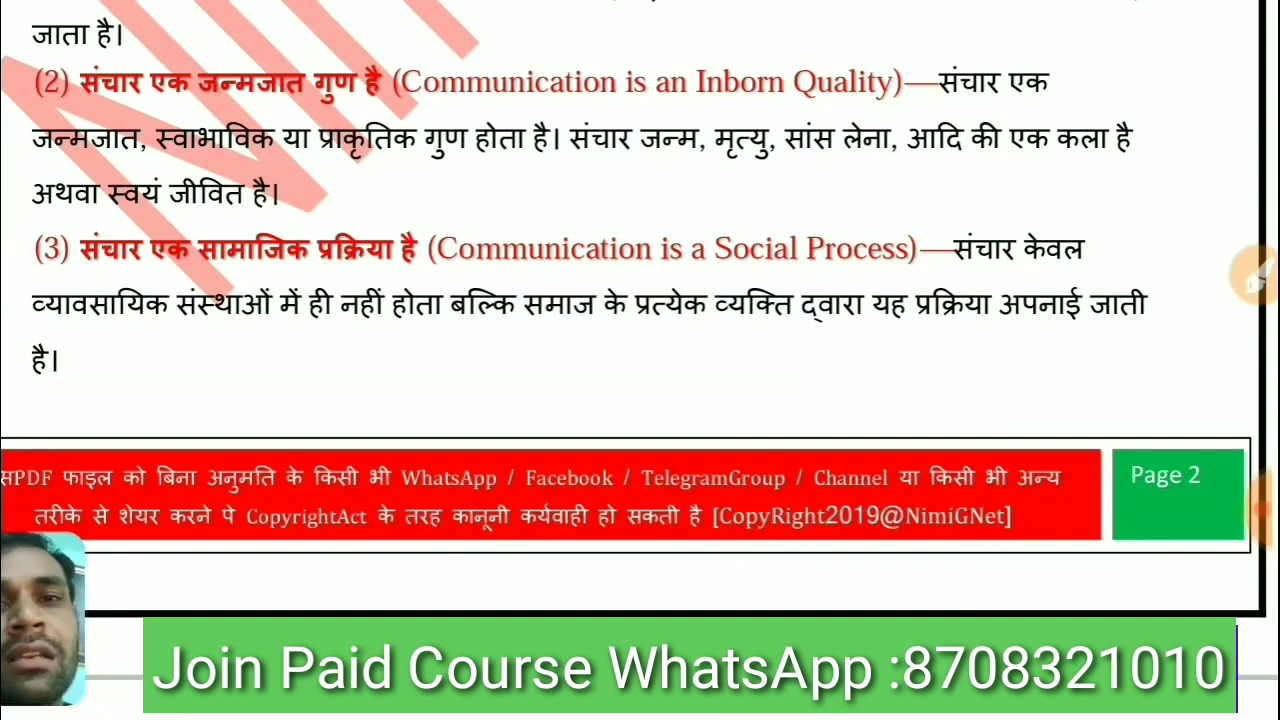 जाता है।
(2) संचार एक जन्मजात गुण है (Communication is an Inborn Quality)—संचार एक
जन्मजात, स्वाभाविक या प्राकृतिक गुण होता है। संचार जन्म, मृत्यु, सांस लेना, आदि की एक कला है
अथवा स्वयं जीवित है।
(3) संचार एक सामाजिक प्रक्रिया है (Communication is a Social Process)—संचार केवल
व्यावसायिक संस्थाओं में ही नहीं होता बल्कि समाज के प्रत्येक व्यक्ति द्वारा यह प्रक्रिया अपनाई जाती
है।
सPDF फाइल को बिना अनुमति के किसी भी WhatsApp / Facebook / TelegramGroup / Channel या किसी भी अन्य
तरीके से शेयर करने पे CopyrightAct के तरह कानूनी कर्यवाही हो सकती है [CopyRight2019@NimiGNet]
Page 2
Join Paid Course WhatsApp :8708321010